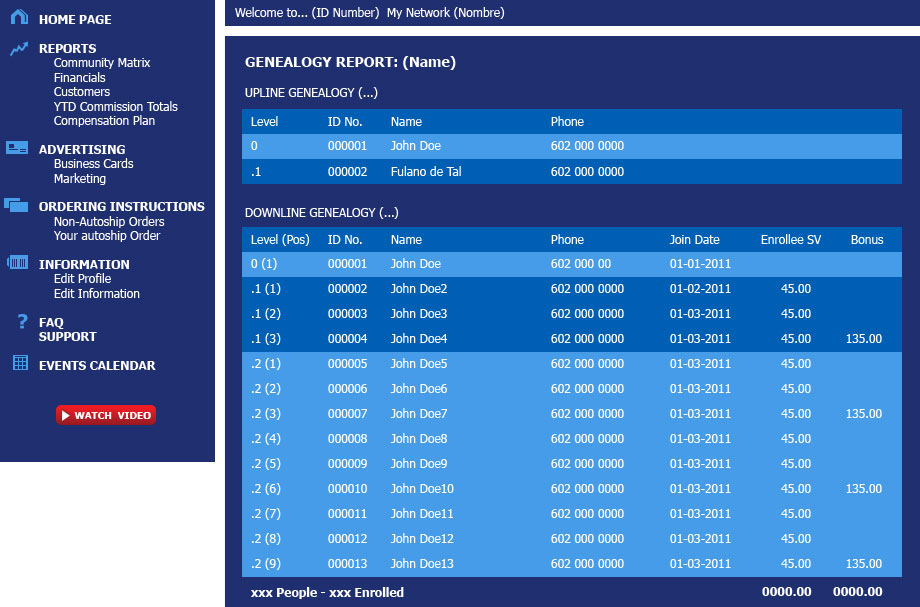 HOME PAGE
REPORTS
Community Matrix
Financials
Customers
YTD Commission Totals
Compensation Plan
ADVERTISING
Business Cards
Marketing
ORDERING INSTRUCTIONS
Non-Autoship Orders
Your autoship Order
INFORMATION
Edit Profile
Edit Information
? FAQ
SUPPORT
EVENTS CALENDAR
WATCH VIDEO
Welcome to... (ID Number) My Network (Nombre)
GENEALOGY REPORT: (Name)
UPLINE GENEALOGY (...)
Level ID No. Name Phone
0 000001 John Doe 602 000 0000
.1 000002 Fulano de Tal 602 000 0000
DOWNLINE GENEALOGY (...)
Level (Pos) ID No. Name Phone Join Date Enrollee SV Bonus
0 (1) 000001 John Doe 602 000 00 01-01-2011
.1 (1) 000002 John Doe2 602 000 0000 01-02-2011 45.00
.1 (2) 000003 John Doe3 602 000 0000 01-03-2011 45.00
.1 (3) 000004 John Doe4 602 000 0000 01-03-2011 45.00 135.00
.2 (1) 000005 John Doe5 602 000 0000 01-03-2011 45.00
.2 (2) 000006 John Doe6 602 000 0000 01-03-2011 45.00
.2 (3) 000007 John Doe7 602 000 0000 01-03-2011 45.00 135.00
.2 (4) 000008 John Doe8 602 000 0000 01-03-2011 45.00
.2 (5) 000009 John Doe9 602 000 0000 01-03-2011 45.00
.2 (6) 000010 John Doe10 602 000 0000 01-03-2011 45.00 135.00
.2 (7) 000011 John Doe11 602 000 0000 01-03-2011 45.00
.2 (8) 000012 John Doe12 602 000 0000 01-03-2011 45.00
.2 (9) 000013 John Doe13 602 000 0000 01-03-2011 45.00 135.00
xxx People - xxx Enrolled 0000.00 0000.00